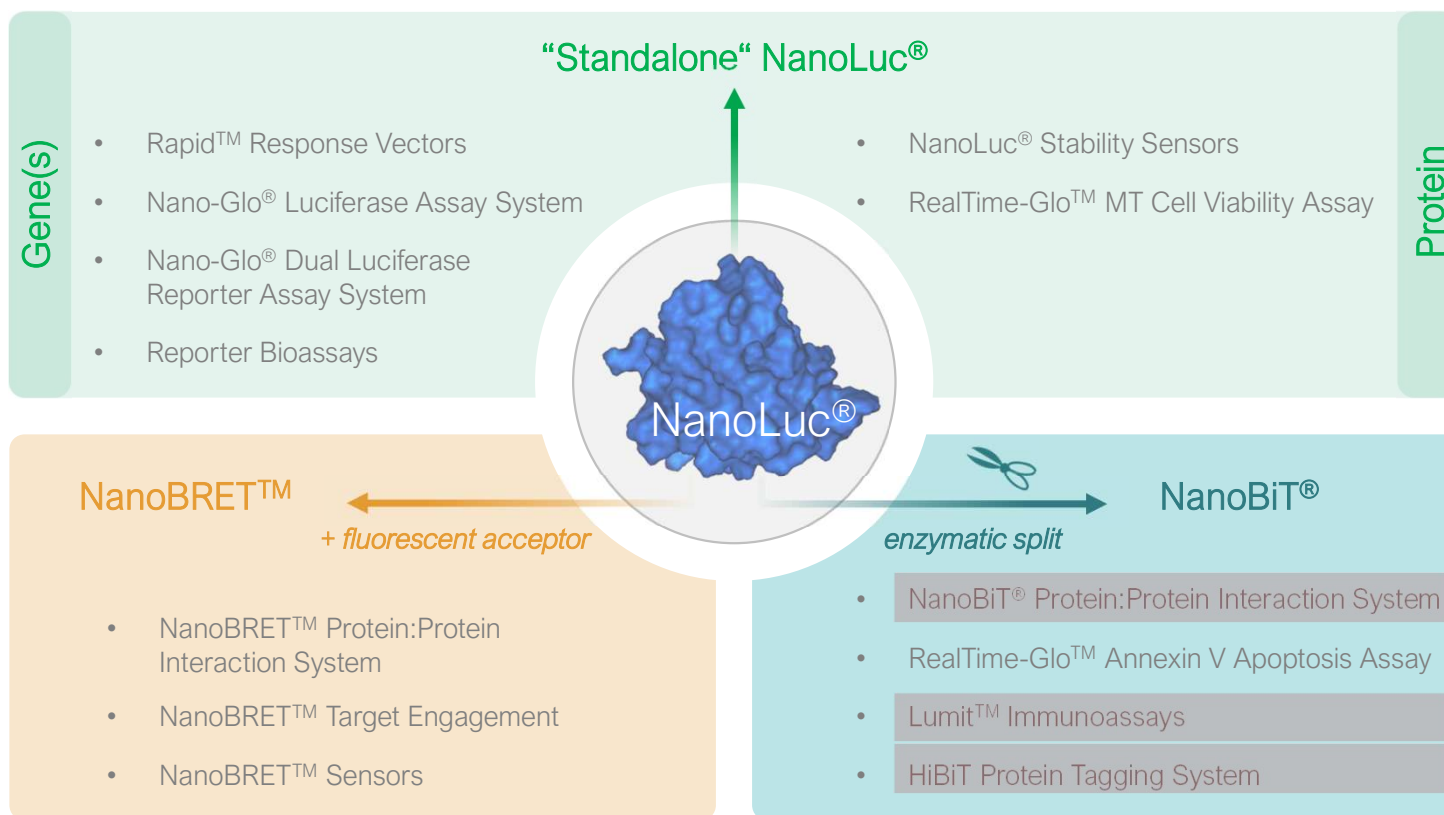 “Standalone“ NanoLuc®
Gene(s)
• Rapid™ Response Vectors
• Nano-Glo® Luciferase Assay System
• Nano-Glo® Dual Luciferase
Reporter Assay System
• Reporter Bioassays
• NanoLuc® Stability Sensors
• RealTime-Glo™ MT Cell Viability Assay
Protein
NanoLuc®
NanoBRET™
+ fluorescent acceptor
• NanoBRET™ Protein:Protein
Interaction System
• NanoBRET™ Target Engagement
• NanoBRET™ Sensors
NanoBiT®
enzymatic split
• NanoBiT® Protein:Protein Interaction System
• RealTime-Glo™ Annexin V Apoptosis Assay
• Lumit™ Immunoassays
• HiBiT Protein Tagging System